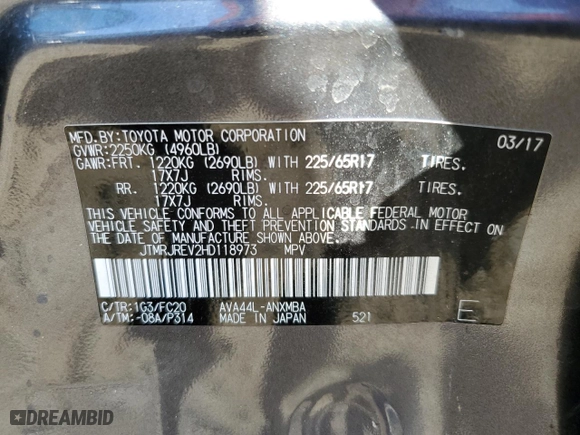 MFD.BY:TOYOTA MOTOR CORPORATION 03/17
GVWR:2250KG (4960LB)
GAWR:FRT. 1220KG (2690LB) WITH 225/65R17 TIRES.
17X7J RIMS.
RR. 1220KG (2690LB) WITH 225/65R17 TIRES.
17X7J RIMS.
THIS VEHICLE CONFORMS TO ALL APPLICABLE FEDERAL MOTOR
VEHICLE SAFETY AND THEFT PREVENTION STANDARDS IN EFFECT ON
THE DATE OF MANUFACTURE SHOWN ABOVE.
JTMRJREV2HD118973 MPV
C/TR:1G3/FC20 AVA44L-ANXMBA
A/TM:-08A/P314 MADE IN JAPAN 521 E
DREAMBID